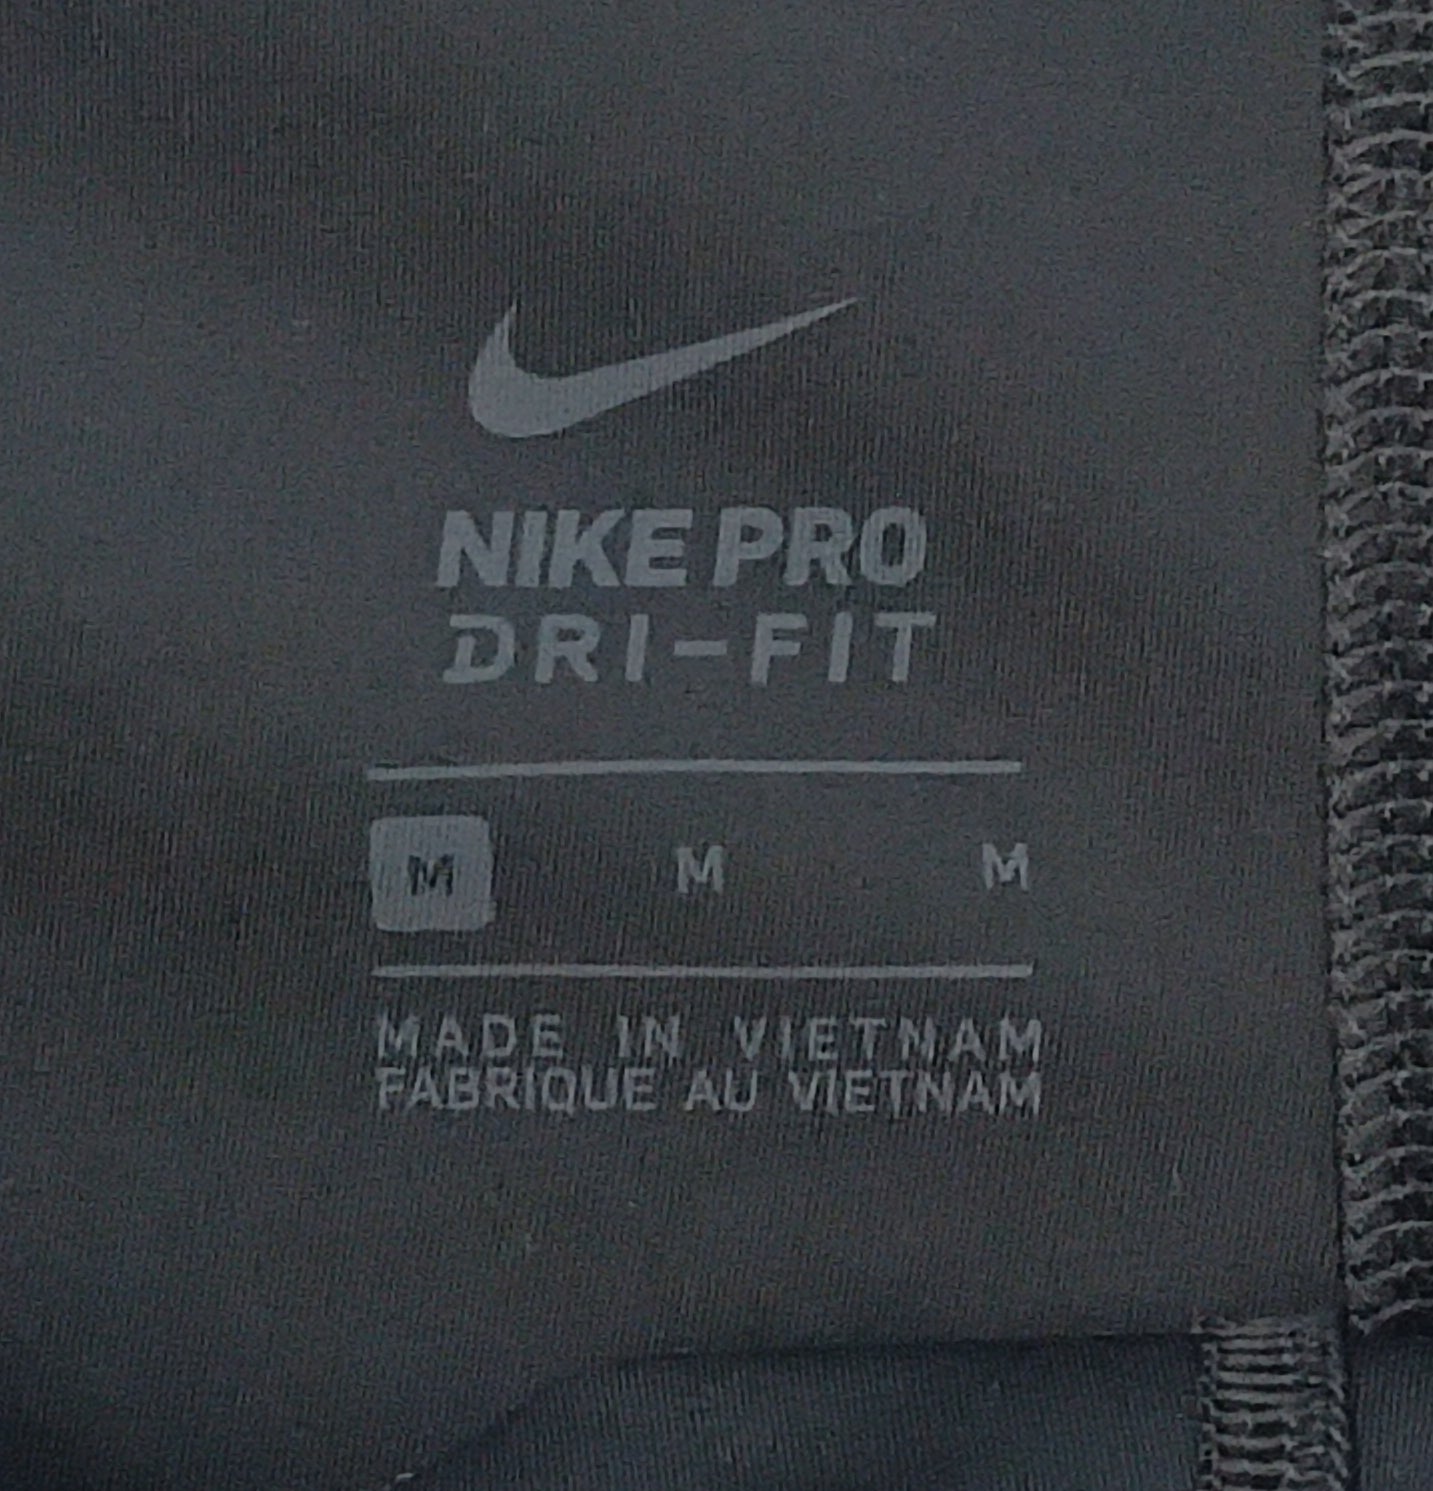 NIKE PRO
DRI-FIT
M M M
MADE IN VIETNAM
FABRIQUE AU VIETNAM